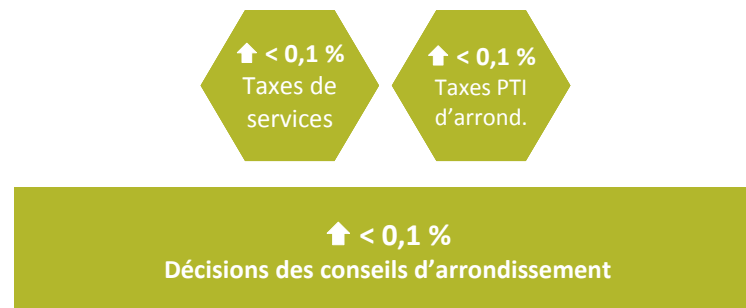 ⬆ < 0,1 %
Taxes de
services
⬆ < 0,1 %
Taxes PTI
d’arrond.
⬆ < 0,1 %
Décisions des conseils d’arrondissement